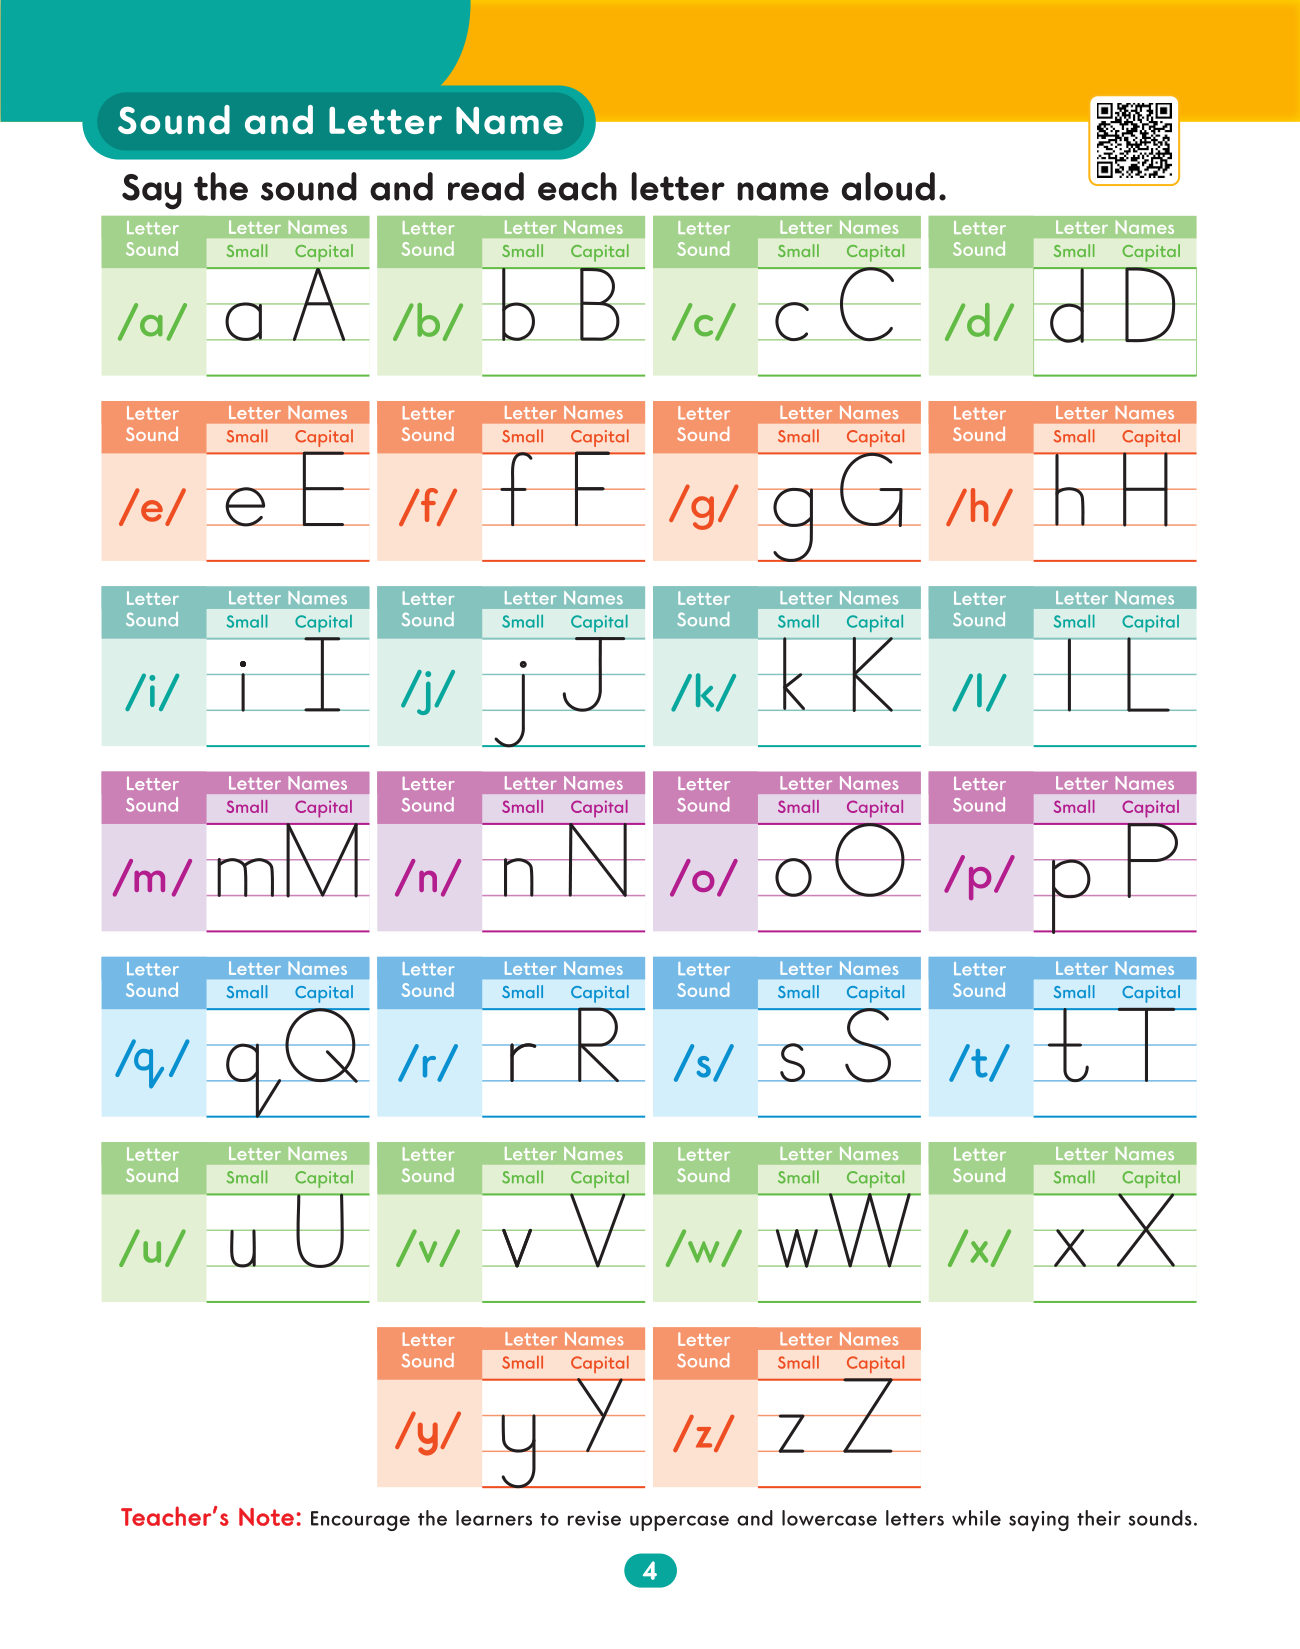 Sound and Letter Name
Say the sound and read each letter name aloud.
Letter Sound Letter Names Small Capital /a/ a A
Letter Sound Letter Names Small Capital /b/ b B
Letter Sound Letter Names Small Capital /c/ c C
Letter Sound Letter Names Small Capital /d/ d D
Letter Sound Letter Names Small Capital /e/ e E
Letter Sound Letter Names Small Capital /f/ f F
Letter Sound Letter Names Small Capital /g/ g G
Letter Sound Letter Names Small Capital /h/ h H
Letter Sound Letter Names Small Capital /i/ i I
Letter Sound Letter Names Small Capital /j/ j J
Letter Sound Letter Names Small Capital /k/ k K
Letter Sound Letter Names Small Capital /l/ l L
Letter Sound Letter Names Small Capital /m/ m M
Letter Sound Letter Names Small Capital /n/ n N
Letter Sound Letter Names Small Capital /o/ o O
Letter Sound Letter Names Small Capital /p/ p P
Letter Sound Letter Names Small Capital /q/ q Q
Letter Sound Letter Names Small Capital /r/ r R
Letter Sound Letter Names Small Capital /s/ s S
Letter Sound Letter Names Small Capital /t/ t T
Letter Sound Letter Names Small Capital /u/ u U
Letter Sound Letter Names Small Capital /v/ v V
Letter Sound Letter Names Small Capital /w/ w W
Letter Sound Letter Names Small Capital /x/ x X
Letter Sound Letter Names Small Capital /y/ y Y
Letter Sound Letter Names Small Capital /z/ z Z
Teacher's Note: Encourage the learners to revise uppercase and lowercase letters while saying their sounds.
4